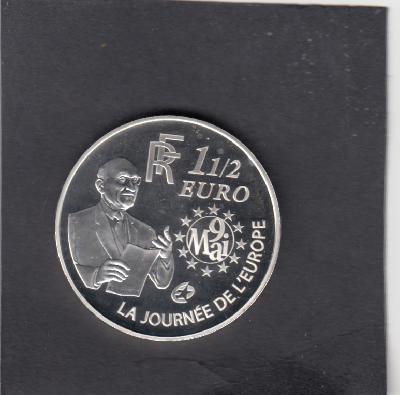 RF
1 1/2
EURO
9
Mai
LA JOURNÉE DE L'EUROPE